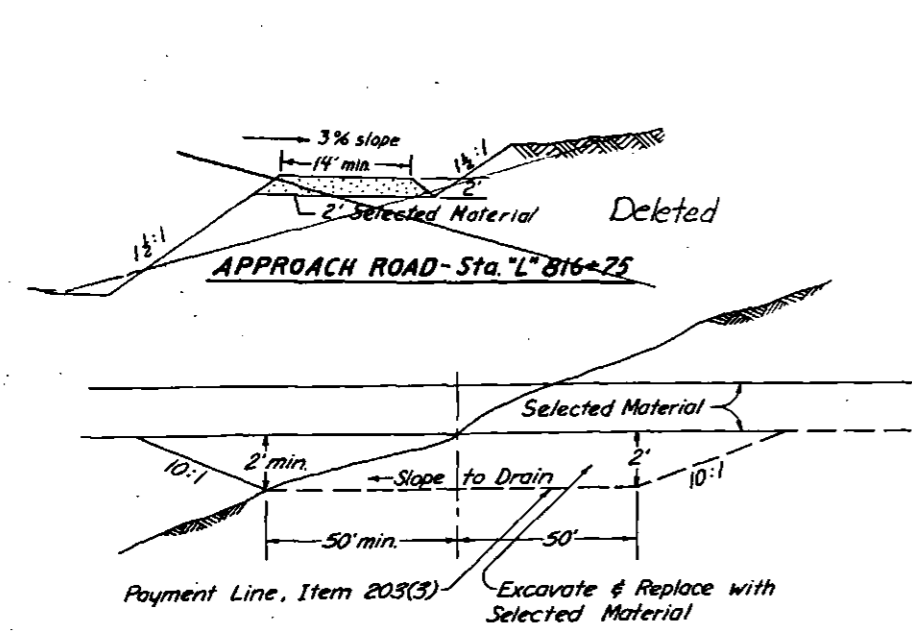 3% slope
14' min.
1½:1
2'
2' Selected Material
Deleted
1½:1
APPROACH ROAD - Sta. "L" 816+75
Selected Material
10:1
2' min.
Slope to Drain
2'
10:1
50' min.
50'
Payment Line, Item 203(3)
Excavate & Replace with
Selected Material